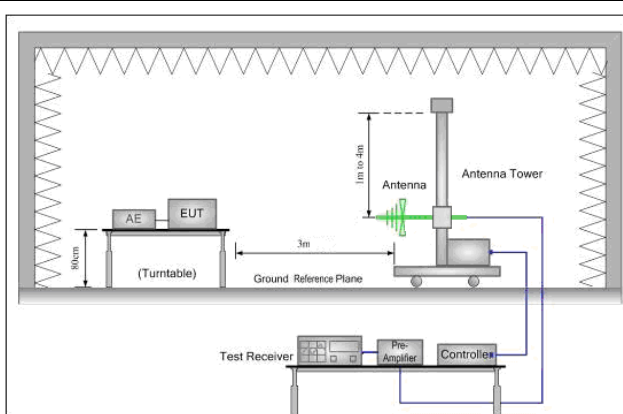 1m to 4m
Antenna
Antenna Tower
AE
EUT
80cm
(Turntable)
3m
Ground Reference Plane
Test Receiver
Pre-
Amplifier
Controller